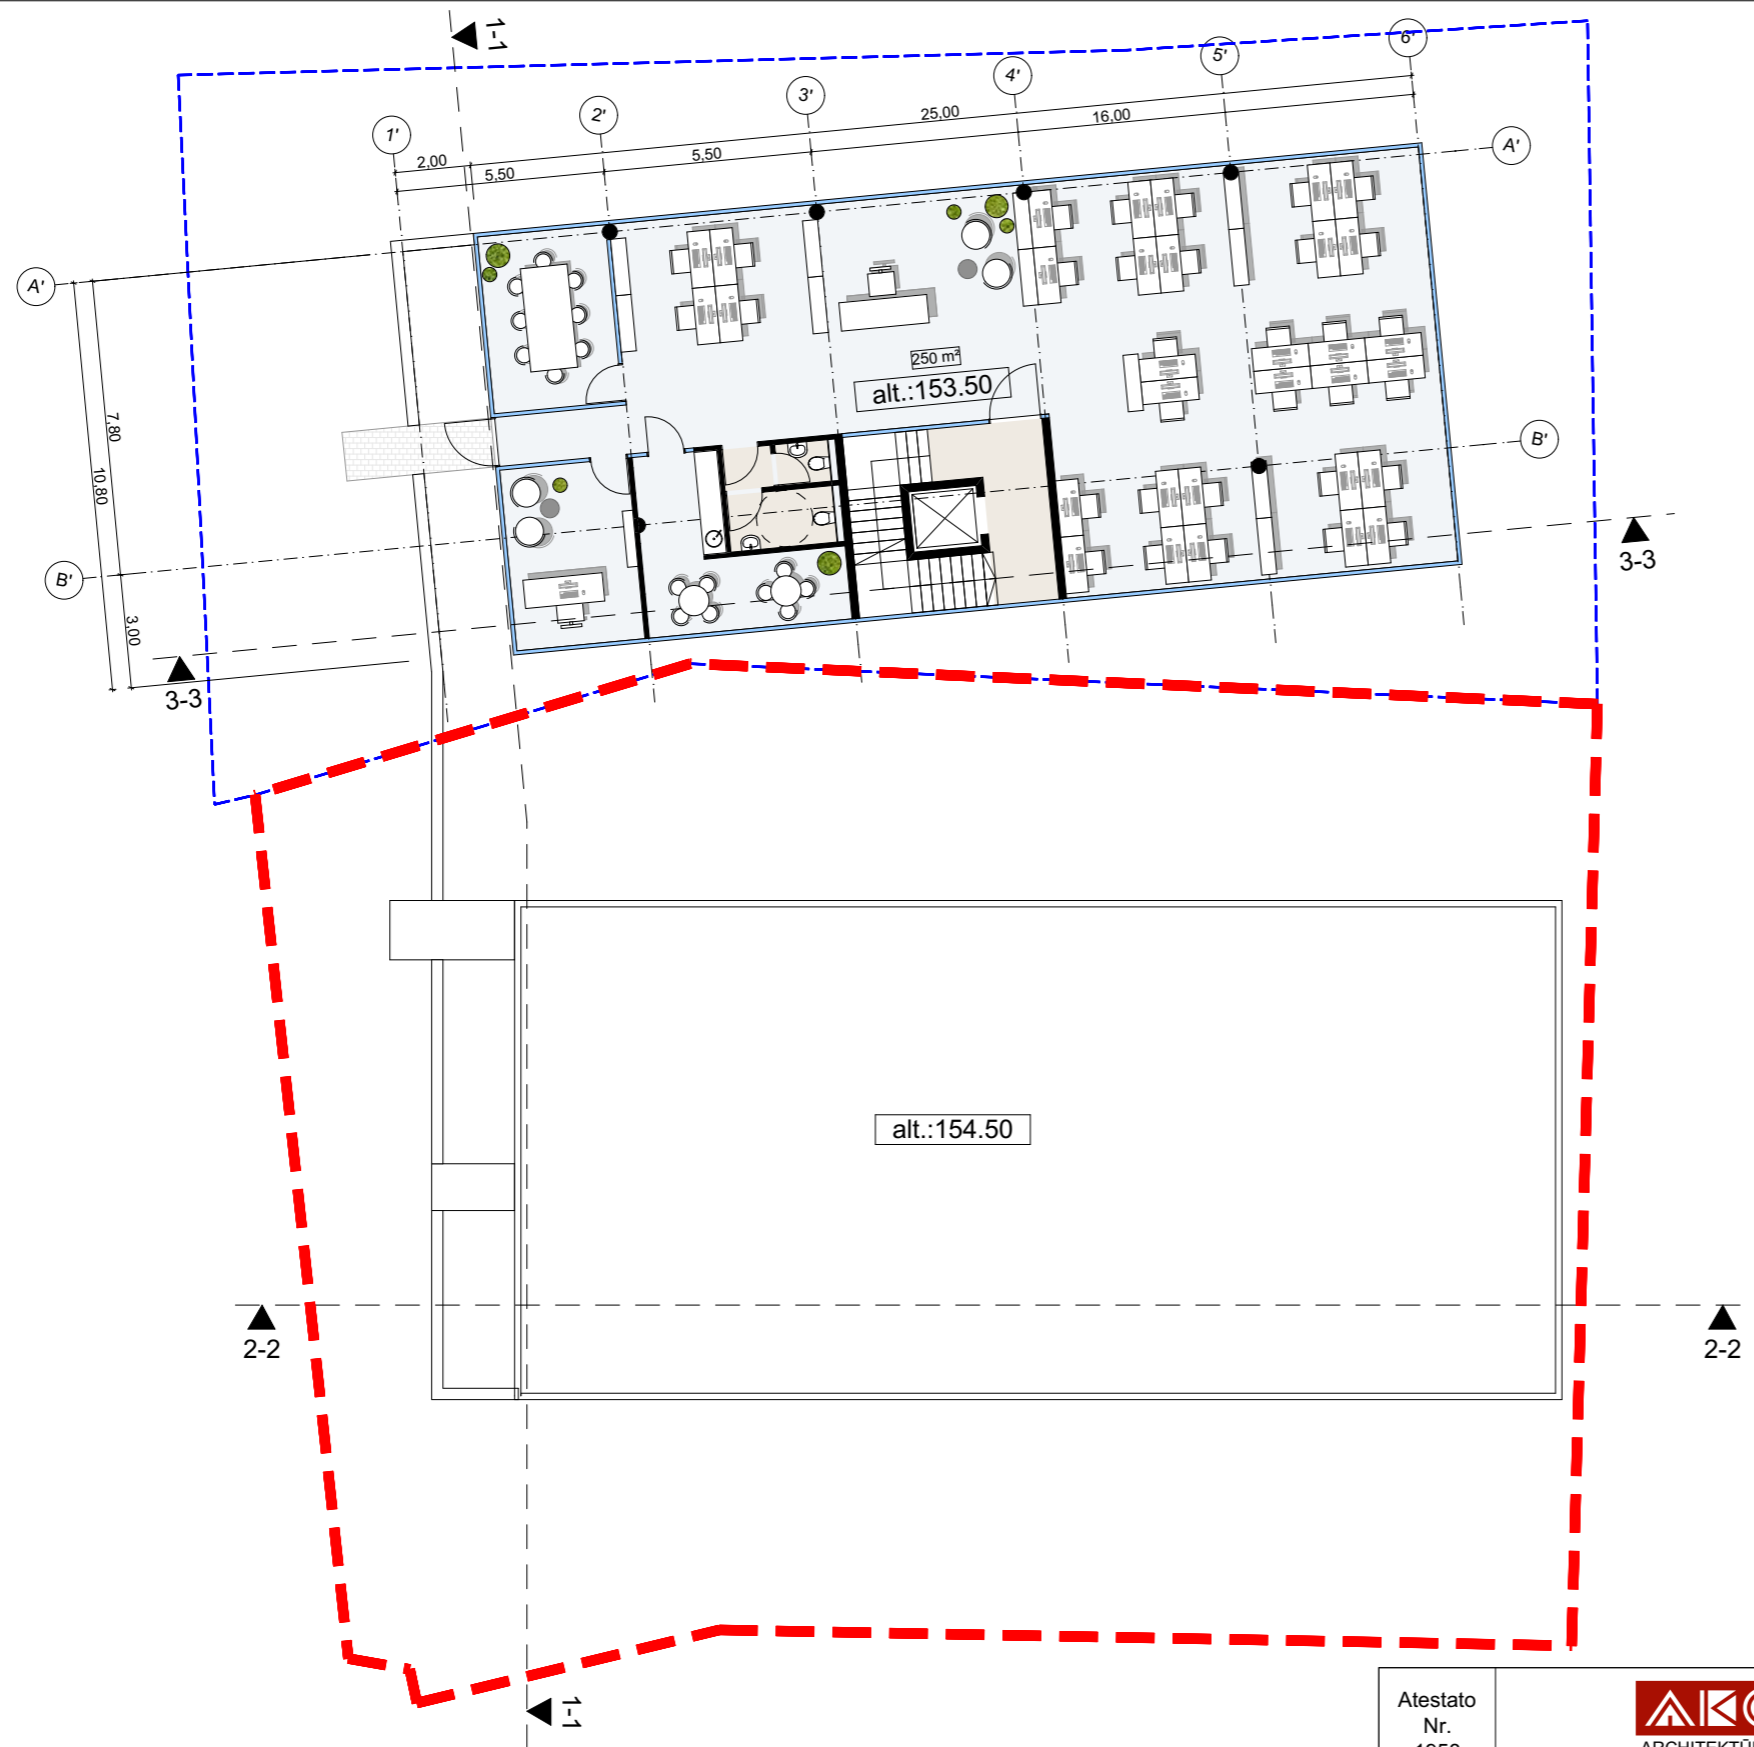 1-1
6'
5'
4'
3'
2'
1'
25,00
16,00
2,00
5,50
5,50
A'
A'
7,80
10,80
3,00
250 m²
alt.:153.50
B'
B'
3-3
3-3
alt.:154.50
2-2
2-2
1-1
Atestato
Nr.